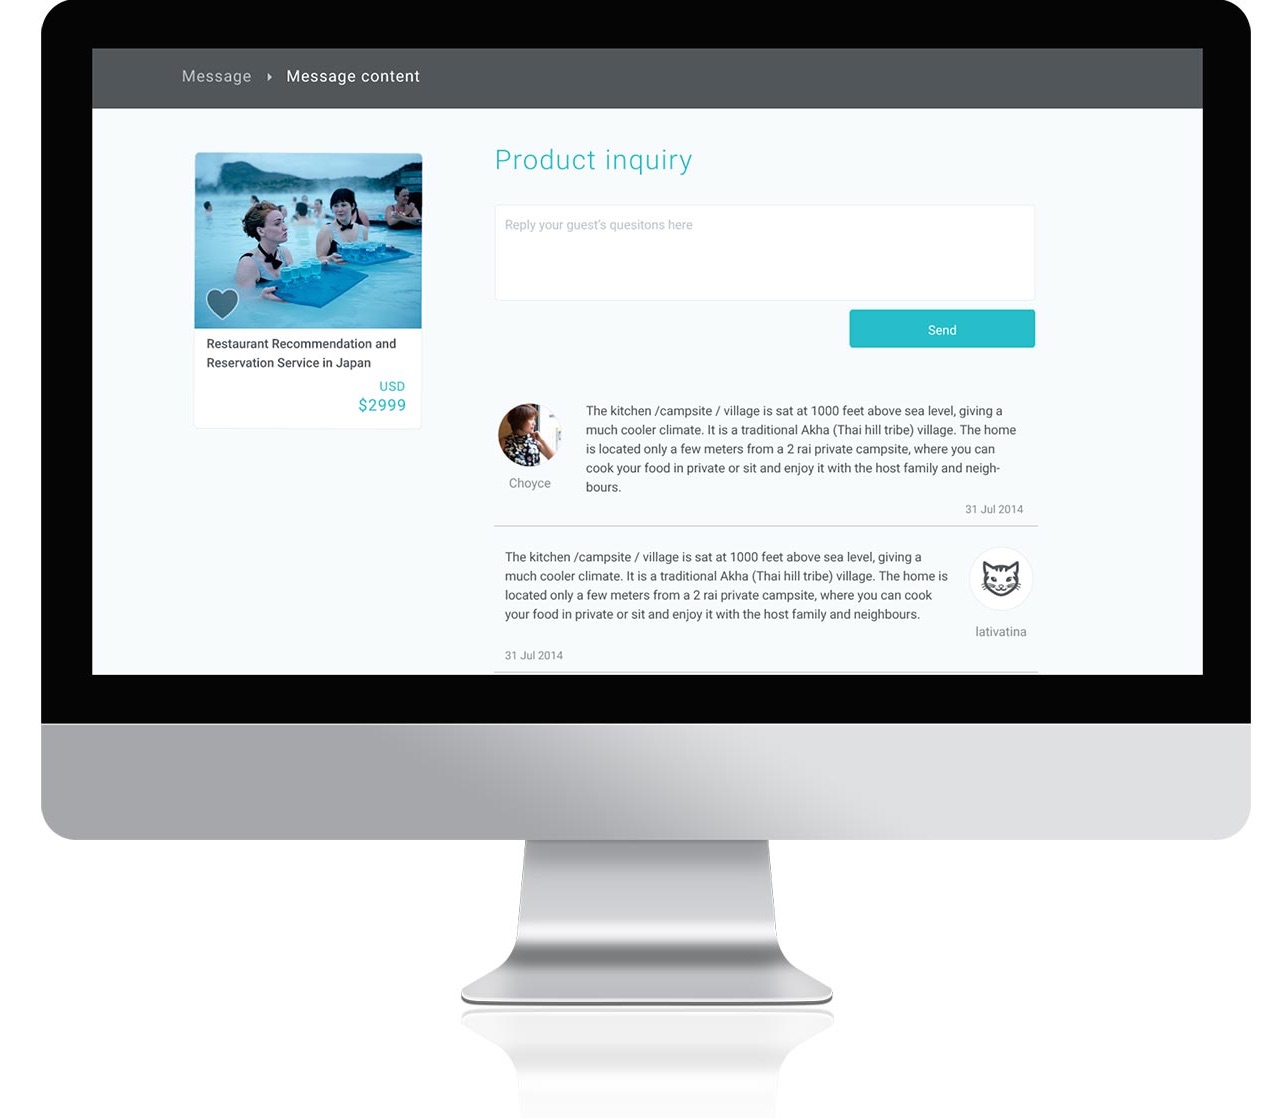 Message Message content
Product inquiry
Reply your guest's quesitons here
Send
Restaurant Recommendation and
Reservation Service in Japan
USD
$2999
The kitchen /campsite / village is sat at 1000 feet above sea level, giving a
much cooler climate. It is a traditional Akha (Thai hill tribe) village. The home
is located only a few meters from a 2 rai private campsite, where you can
cook your food in private or sit and enjoy it with the host family and neigh-
bours.
Choyce
31 Jul 2014
The kitchen /campsite / village is sat at 1000 feet above sea level, giving a
much cooler climate. It is a traditional Akha (Thai hill tribe) village. The home is
located only a few meters from a 2 rai private campsite, where you can cook
your food in private or sit and enjoy it with the host family and neighbours.
lativatina
31 Jul 2014